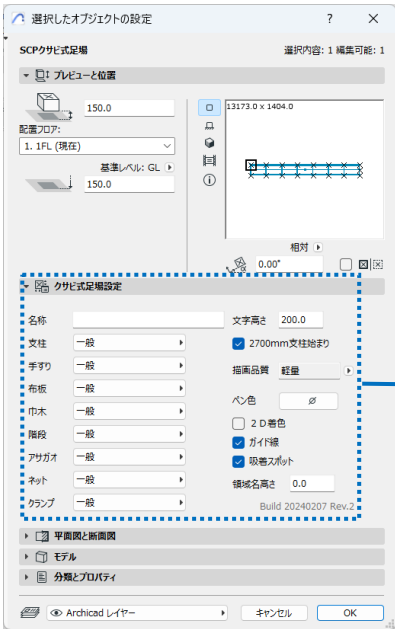 選択したオブジェクトの設定 ? ×
SCPクサビ式足場 選択内容: 1 編集可能: 1
プレビューと位置
150.0
13173.0 x 1404.0
配置フロア:
1. 1FL (現在)
基準レベル: GL
150.0
相対
0.00°
クサビ式足場設定
名称 文字高さ 200.0
支柱 一般 2700mm支柱始まり
手すり 一般 描画品質 軽量
布板 一般 ペン色
巾木 一般 2D着色
階段 一般 ガイド線
アサガオ 一般 吸着スポット
ネット 一般 領域名高さ 0.0
クランプ 一般 Build 20240207 Rev.2
平面図と断面図
モデル
分類とプロパティ
Archicad レイヤー キャンセル OK